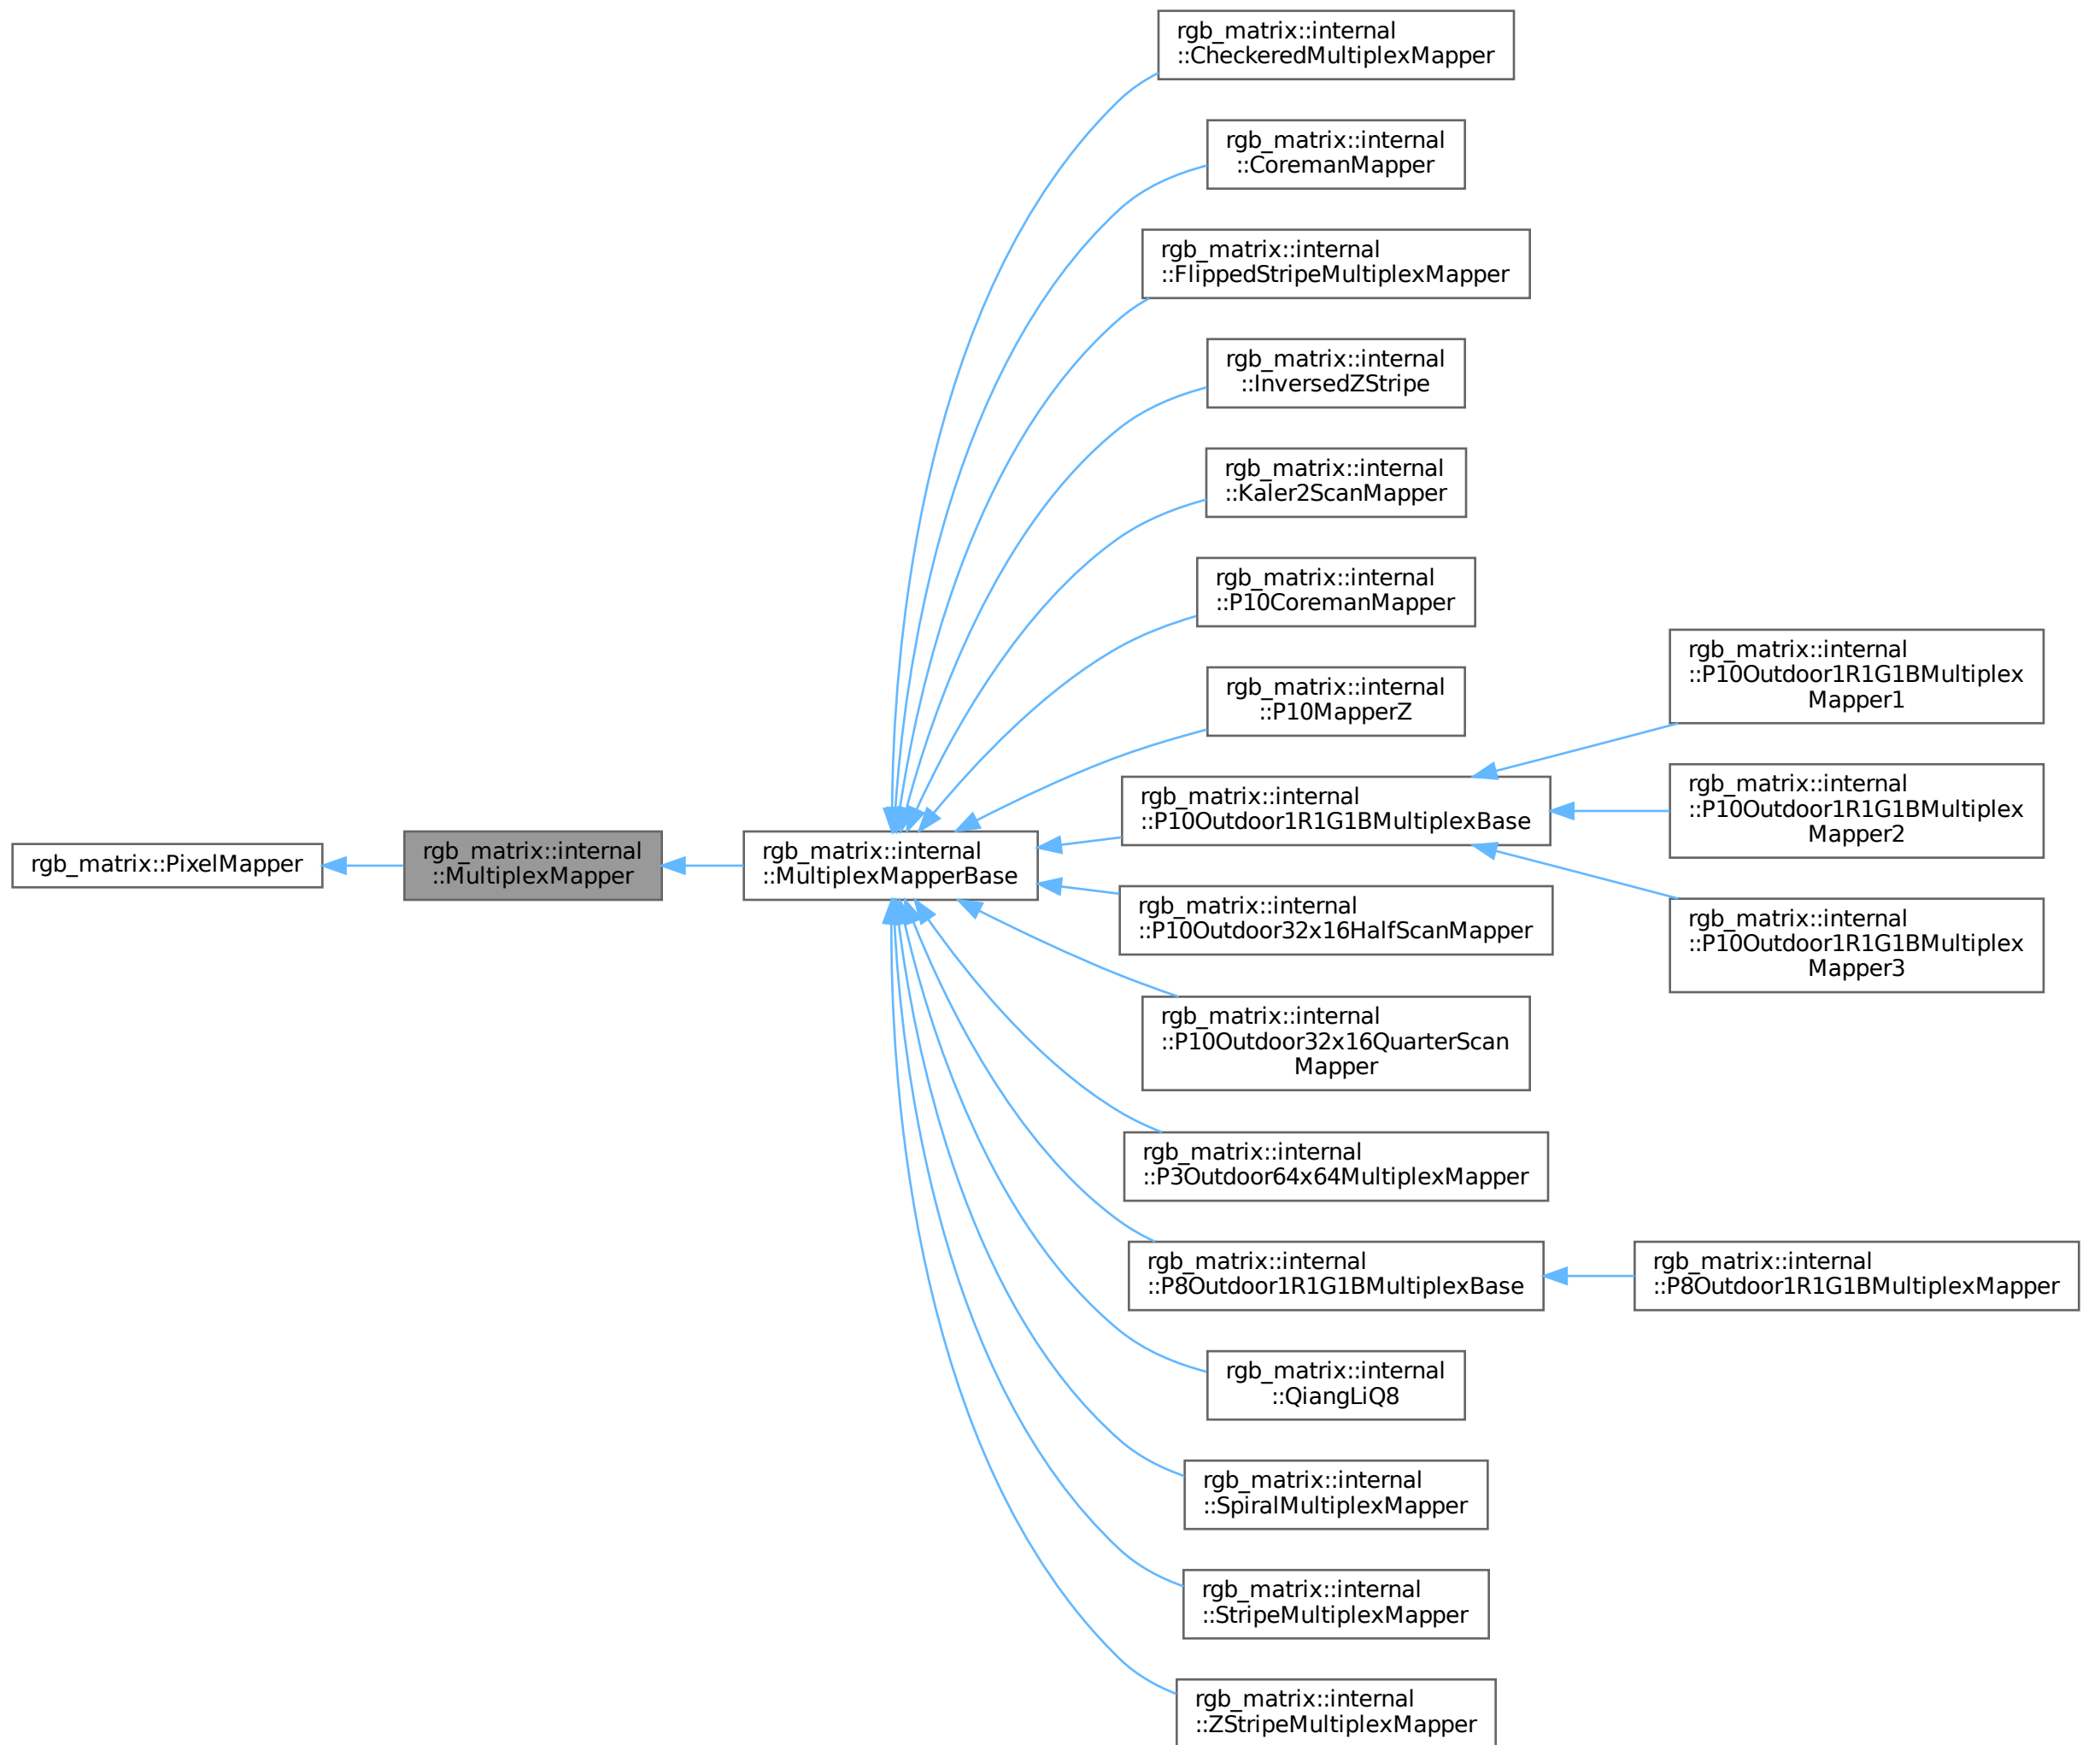 rgb_matrix::PixelMapper
rgb_matrix::internal
::MultiplexMapper
rgb_matrix::internal
::MultiplexMapperBase
rgb_matrix::internal
::CheckeredMultiplexMapper
rgb_matrix::internal
::CoremanMapper
rgb_matrix::internal
::FlippedStripeMultiplexMapper
rgb_matrix::internal
::InversedZStripe
rgb_matrix::internal
::Kaler2ScanMapper
rgb_matrix::internal
::P10CoremanMapper
rgb_matrix::internal
::P10MapperZ
rgb_matrix::internal
::P10Outdoor1R1G1BMultiplexBase
rgb_matrix::internal
::P10Outdoor1R1G1BMultiplex
Mapper1
rgb_matrix::internal
::P10Outdoor1R1G1BMultiplex
Mapper2
rgb_matrix::internal
::P10Outdoor1R1G1BMultiplex
Mapper3
rgb_matrix::internal
::P10Outdoor32x16HalfScanMapper
rgb_matrix::internal
::P10Outdoor32x16QuarterScan
Mapper
rgb_matrix::internal
::P3Outdoor64x64MultiplexMapper
rgb_matrix::internal
::P8Outdoor1R1G1BMultiplexBase
rgb_matrix::internal
::P8Outdoor1R1G1BMultiplexMapper
rgb_matrix::internal
::QiangLiQ8
rgb_matrix::internal
::SpiralMultiplexMapper
rgb_matrix::internal
::StripeMultiplexMapper
rgb_matrix::internal
::ZStripeMultiplexMapper